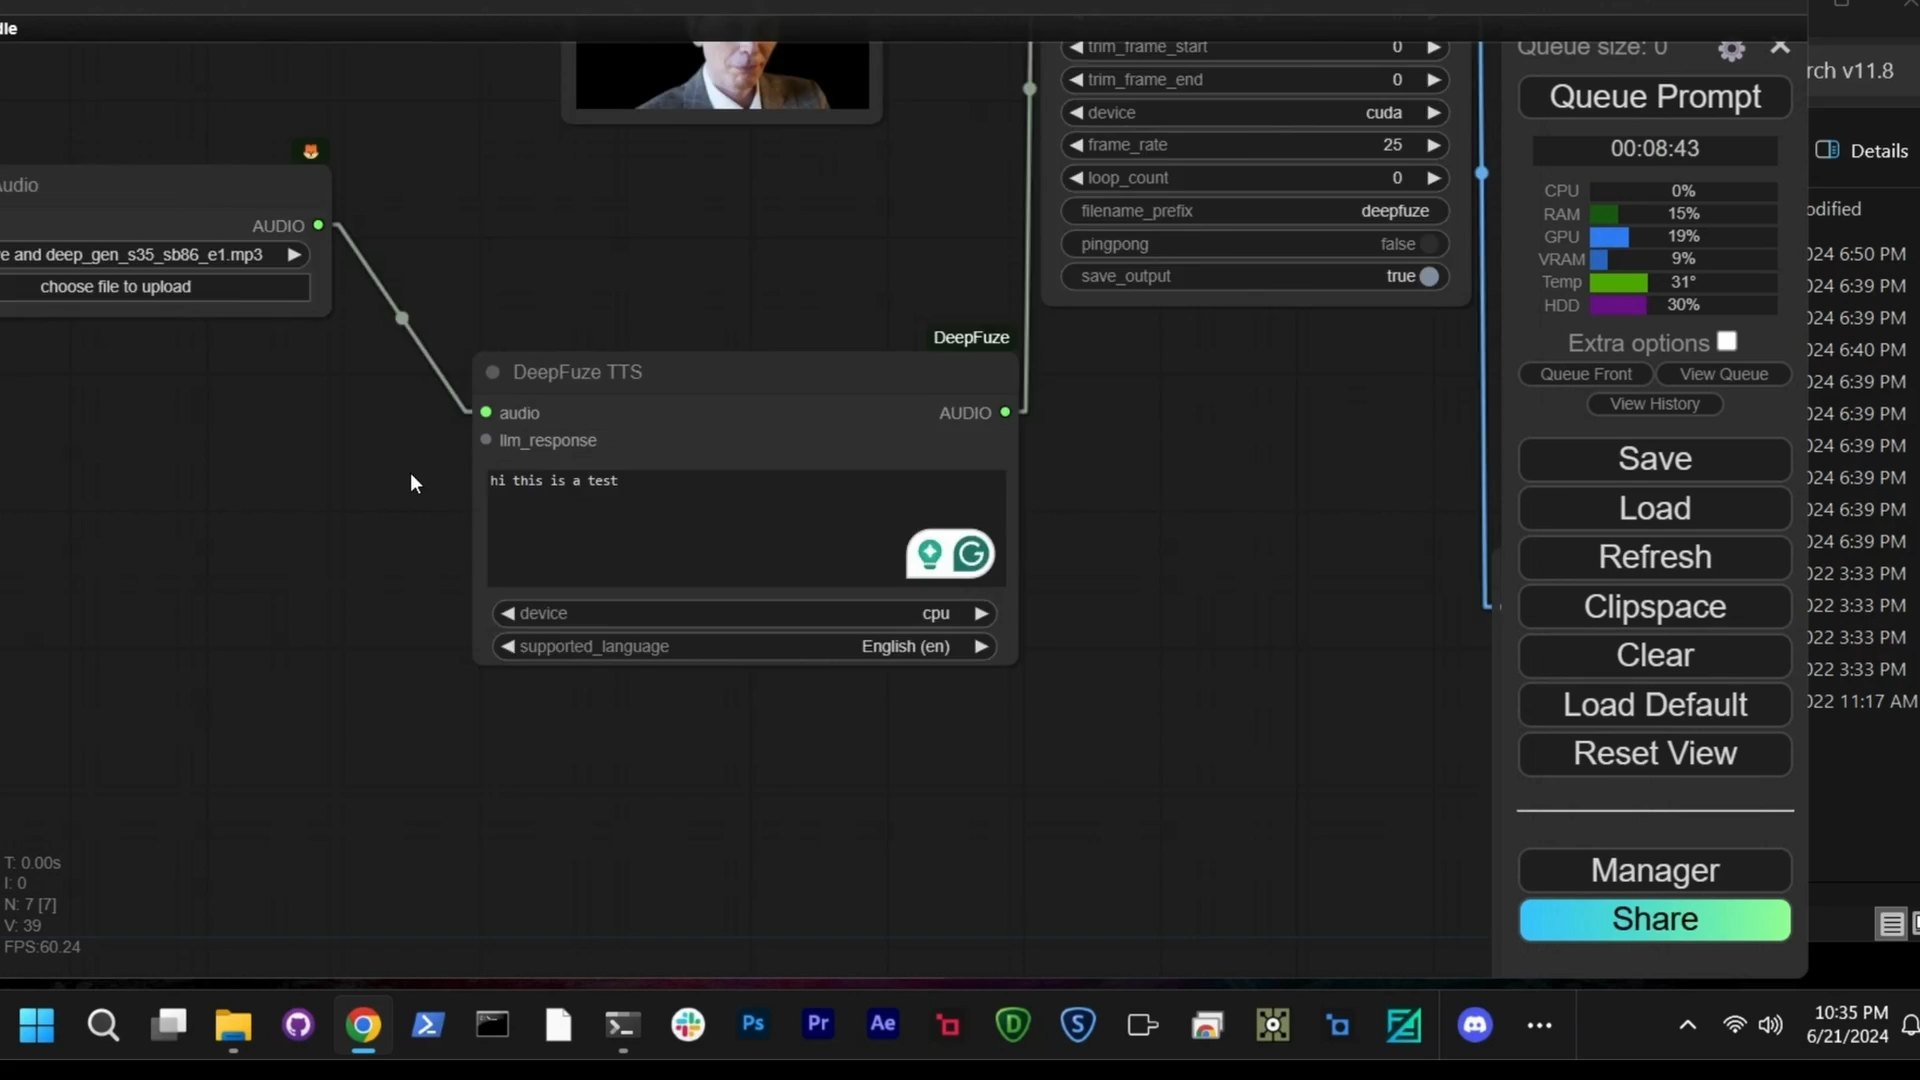 dle
Audio
AUDIO
e and deep_gen_s35_sb86_e1.mp3
choose file to upload
trim_frame_start 0
trim_frame_end 0
device cuda
frame_rate 25
loop_count 0
filename_prefix deepfuze
pingpong false
save_output true
DeepFuze
DeepFuze TTS
audio AUDIO
llm_response
hi this is a test
device cpu
supported_language English (en)
Queue size: 0
Queue Prompt
00:08:43
CPU 0%
RAM 15%
GPU 19%
VRAM 9%
Temp 31°
HDD 30%
Extra options
Queue Front View Queue
View History
Save
Load
Refresh
Clipspace
Clear
Load Default
Reset View
Manager
Share
rch v11.8
Details
odified
024 6:50 PM
024 6:39 PM
024 6:39 PM
024 6:40 PM
024 6:39 PM
024 6:39 PM
024 6:39 PM
024 6:39 PM
024 6:39 PM
024 6:39 PM
022 3:33 PM
022 3:33 PM
022 3:33 PM
022 3:33 PM
022 11:17 AM
T: 0.00s
I: 0
N: 7 [7]
V: 39
FPS:60.24
Ps
Pr
Ae
10:35 PM
6/21/2024